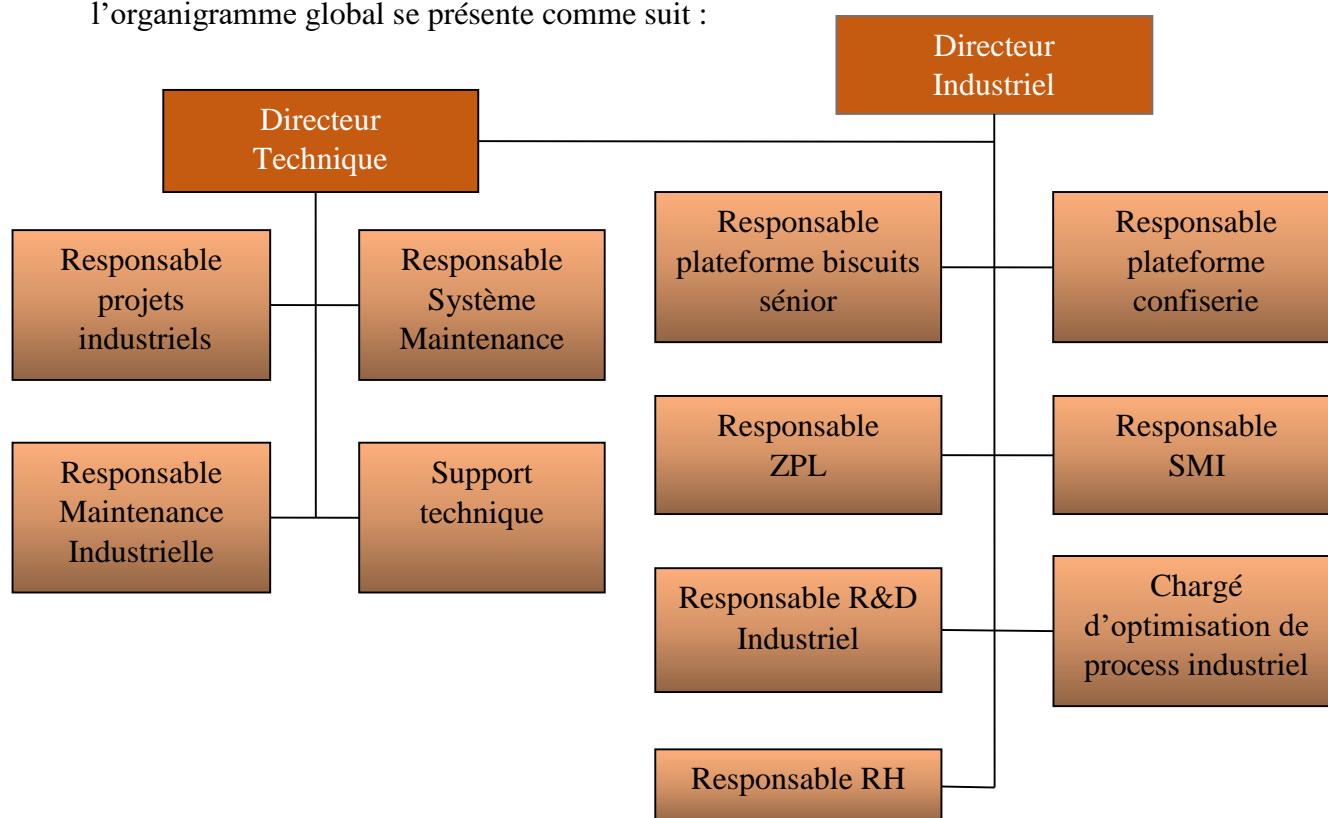 l’organigramme global se présente comme suit :
Directeur
Industriel
Directeur
Technique
Responsable
projets
industriels
Responsable
Système
Maintenance
Responsable
Maintenance
Industrielle
Support
technique
Responsable
plateforme biscuits
sénior
Responsable
plateforme
confiserie
Responsable
ZPL
Responsable
SMI
Responsable R&D
Industriel
Chargé
d’optimisation de
process industriel
Responsable RH